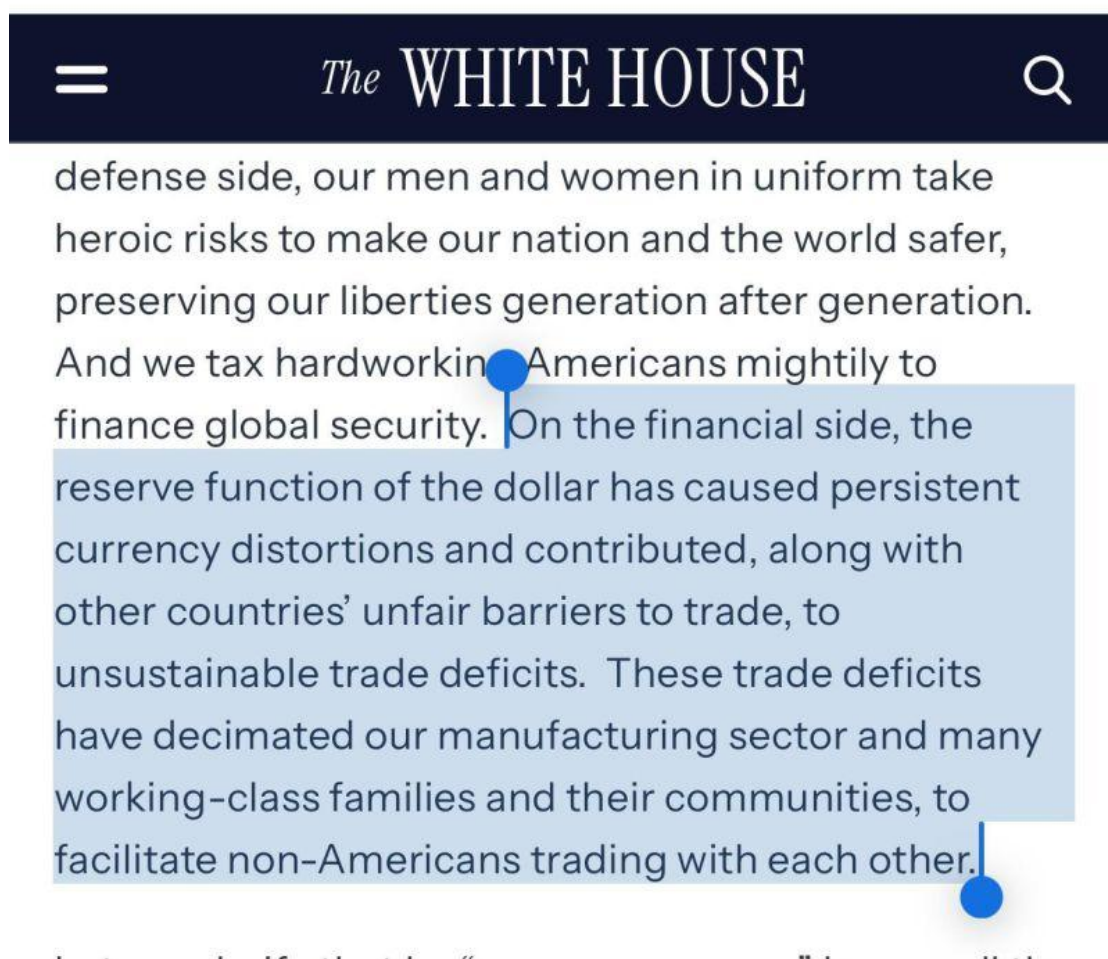 The WHITE HOUSE
defense side, our men and women in uniform take
heroic risks to make our nation and the world safer,
preserving our liberties generation after generation.
And we tax hardworkin Americans mightily to
finance global security. On the financial side, the
reserve function of the dollar has caused persistent
currency distortions and contributed, along with
other countries’ unfair barriers to trade, to
unsustainable trade deficits. These trade deficits
have decimated our manufacturing sector and many
working-class families and their communities, to
facilitate non-Americans trading with each other.